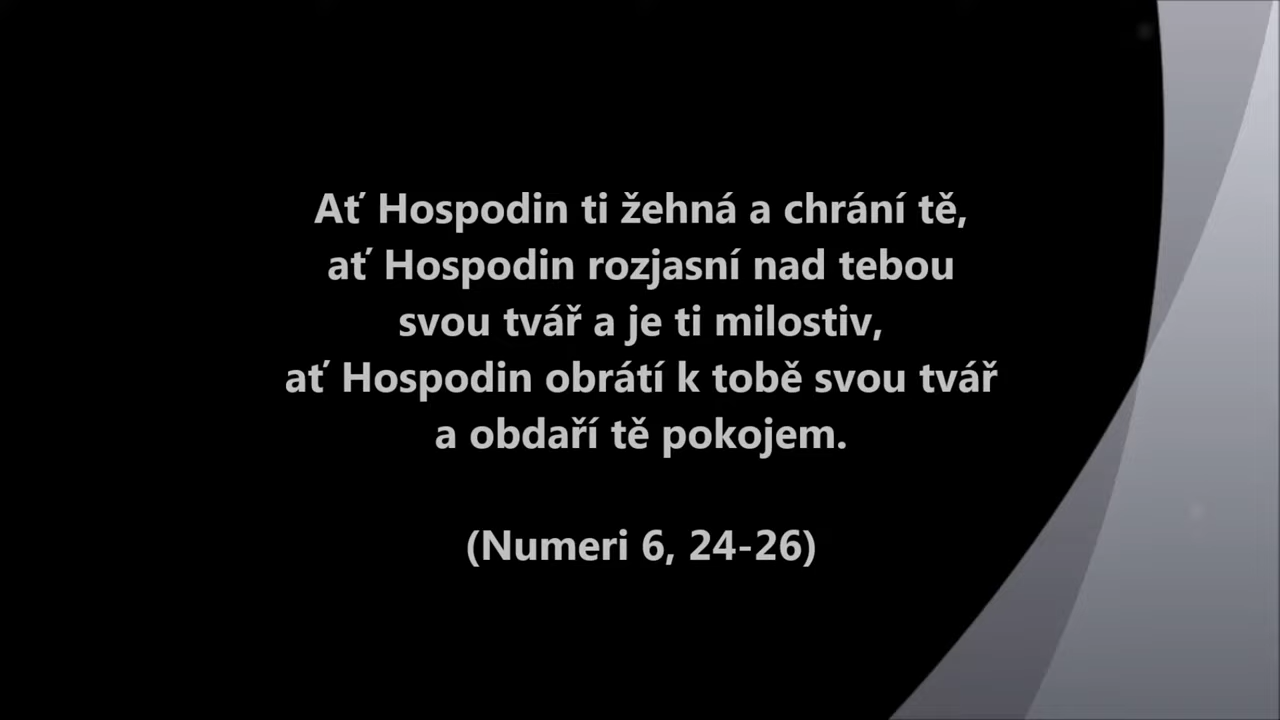 Ať Hospodin ti žehná a chrání tě,
ať Hospodin rozjasní nad tebou
svou tvář a je ti milostiv,
ať Hospodin obrátí k tobě svou tvář
a obdaří tě pokojem.
(Numeri 6, 24-26)